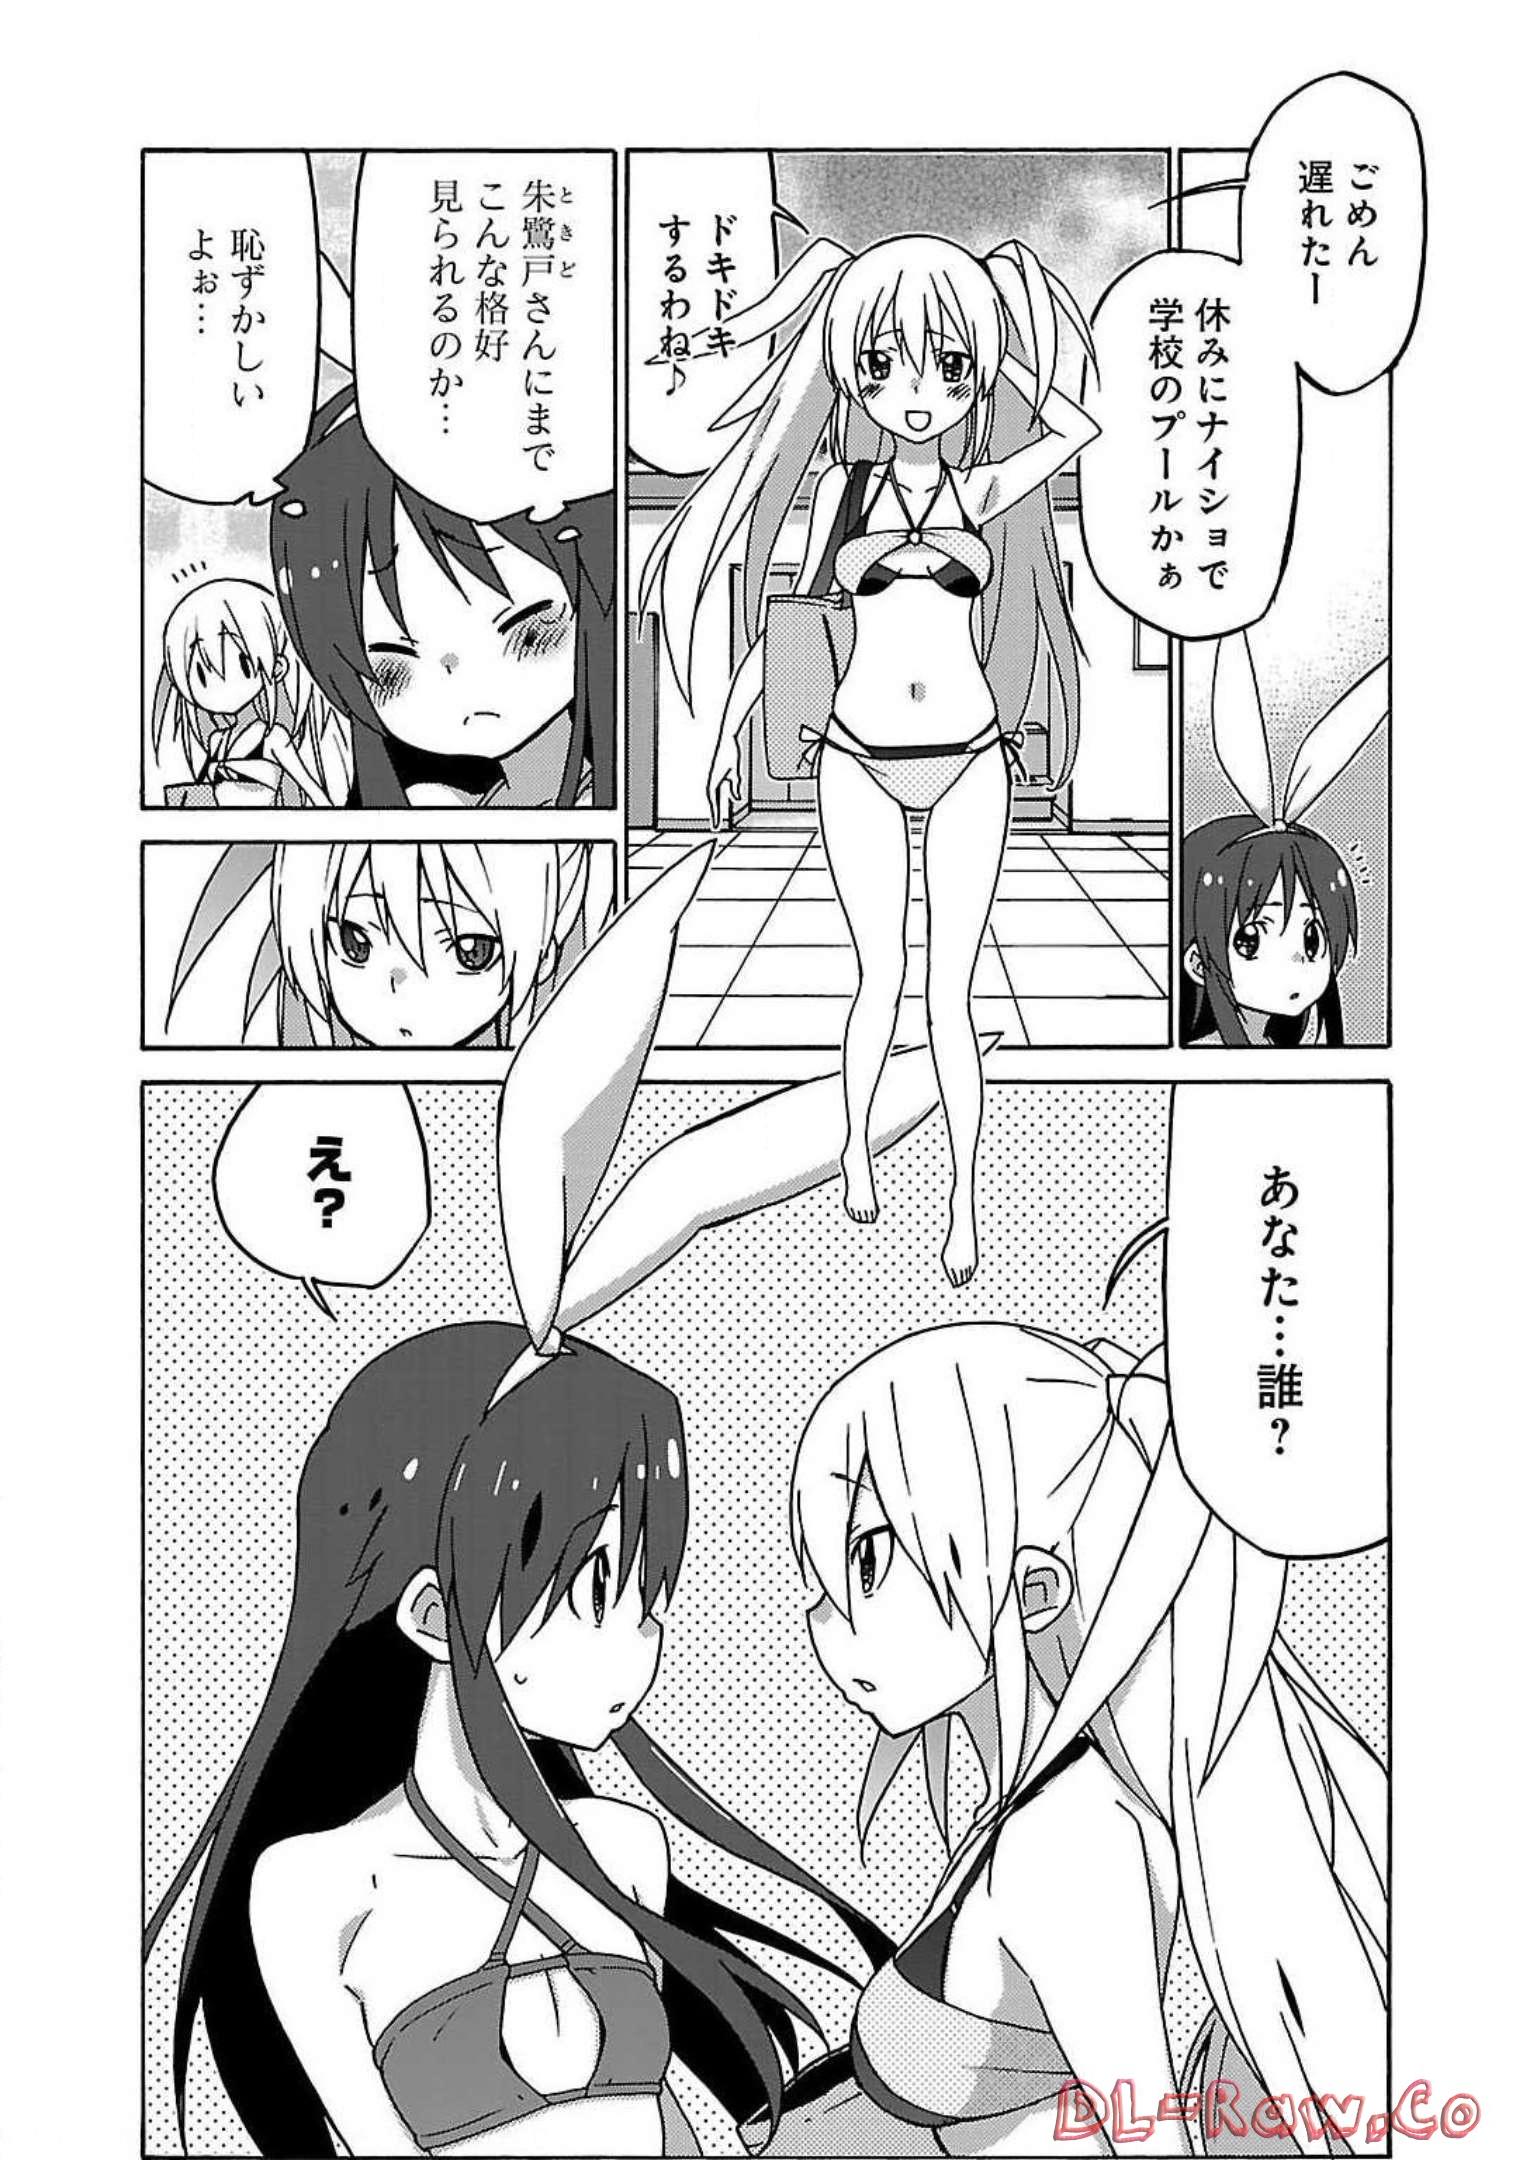 ごめん
遅れたー
休みにナイショで
学校のプールかぁ
ドキドキ
するわね♪
朱鷺戸さんにまで
ときど
こんな格好
見られるのか…
恥ずかしい
よぉ…
あなた…誰？
え？
DL-Raw.Co